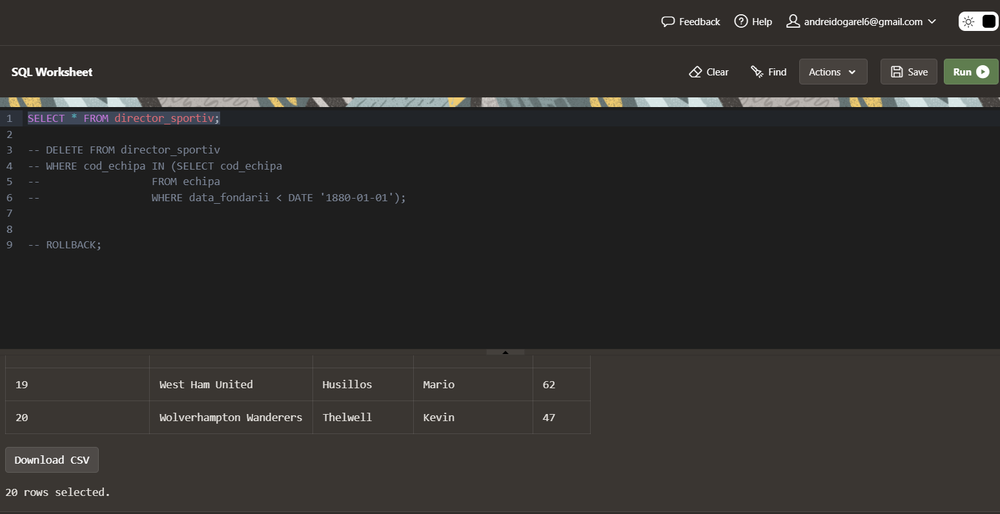 Feedback Help andreidogarel6@gmail.com
SQL Worksheet Clear Find Actions Save Run
1 SELECT * FROM director_sportiv;
2
3 -- DELETE FROM director_sportiv
4 -- WHERE cod_echipa IN (SELECT cod_echipa
5 -- FROM echipa
6 -- WHERE data_fondarii < DATE '1880-01-01');
7
8
9 -- ROLLBACK;
19 West Ham United Husillos Mario 62
20 Wolverhampton Wanderers Thelwell Kevin 47
Download CSV
20 rows selected.